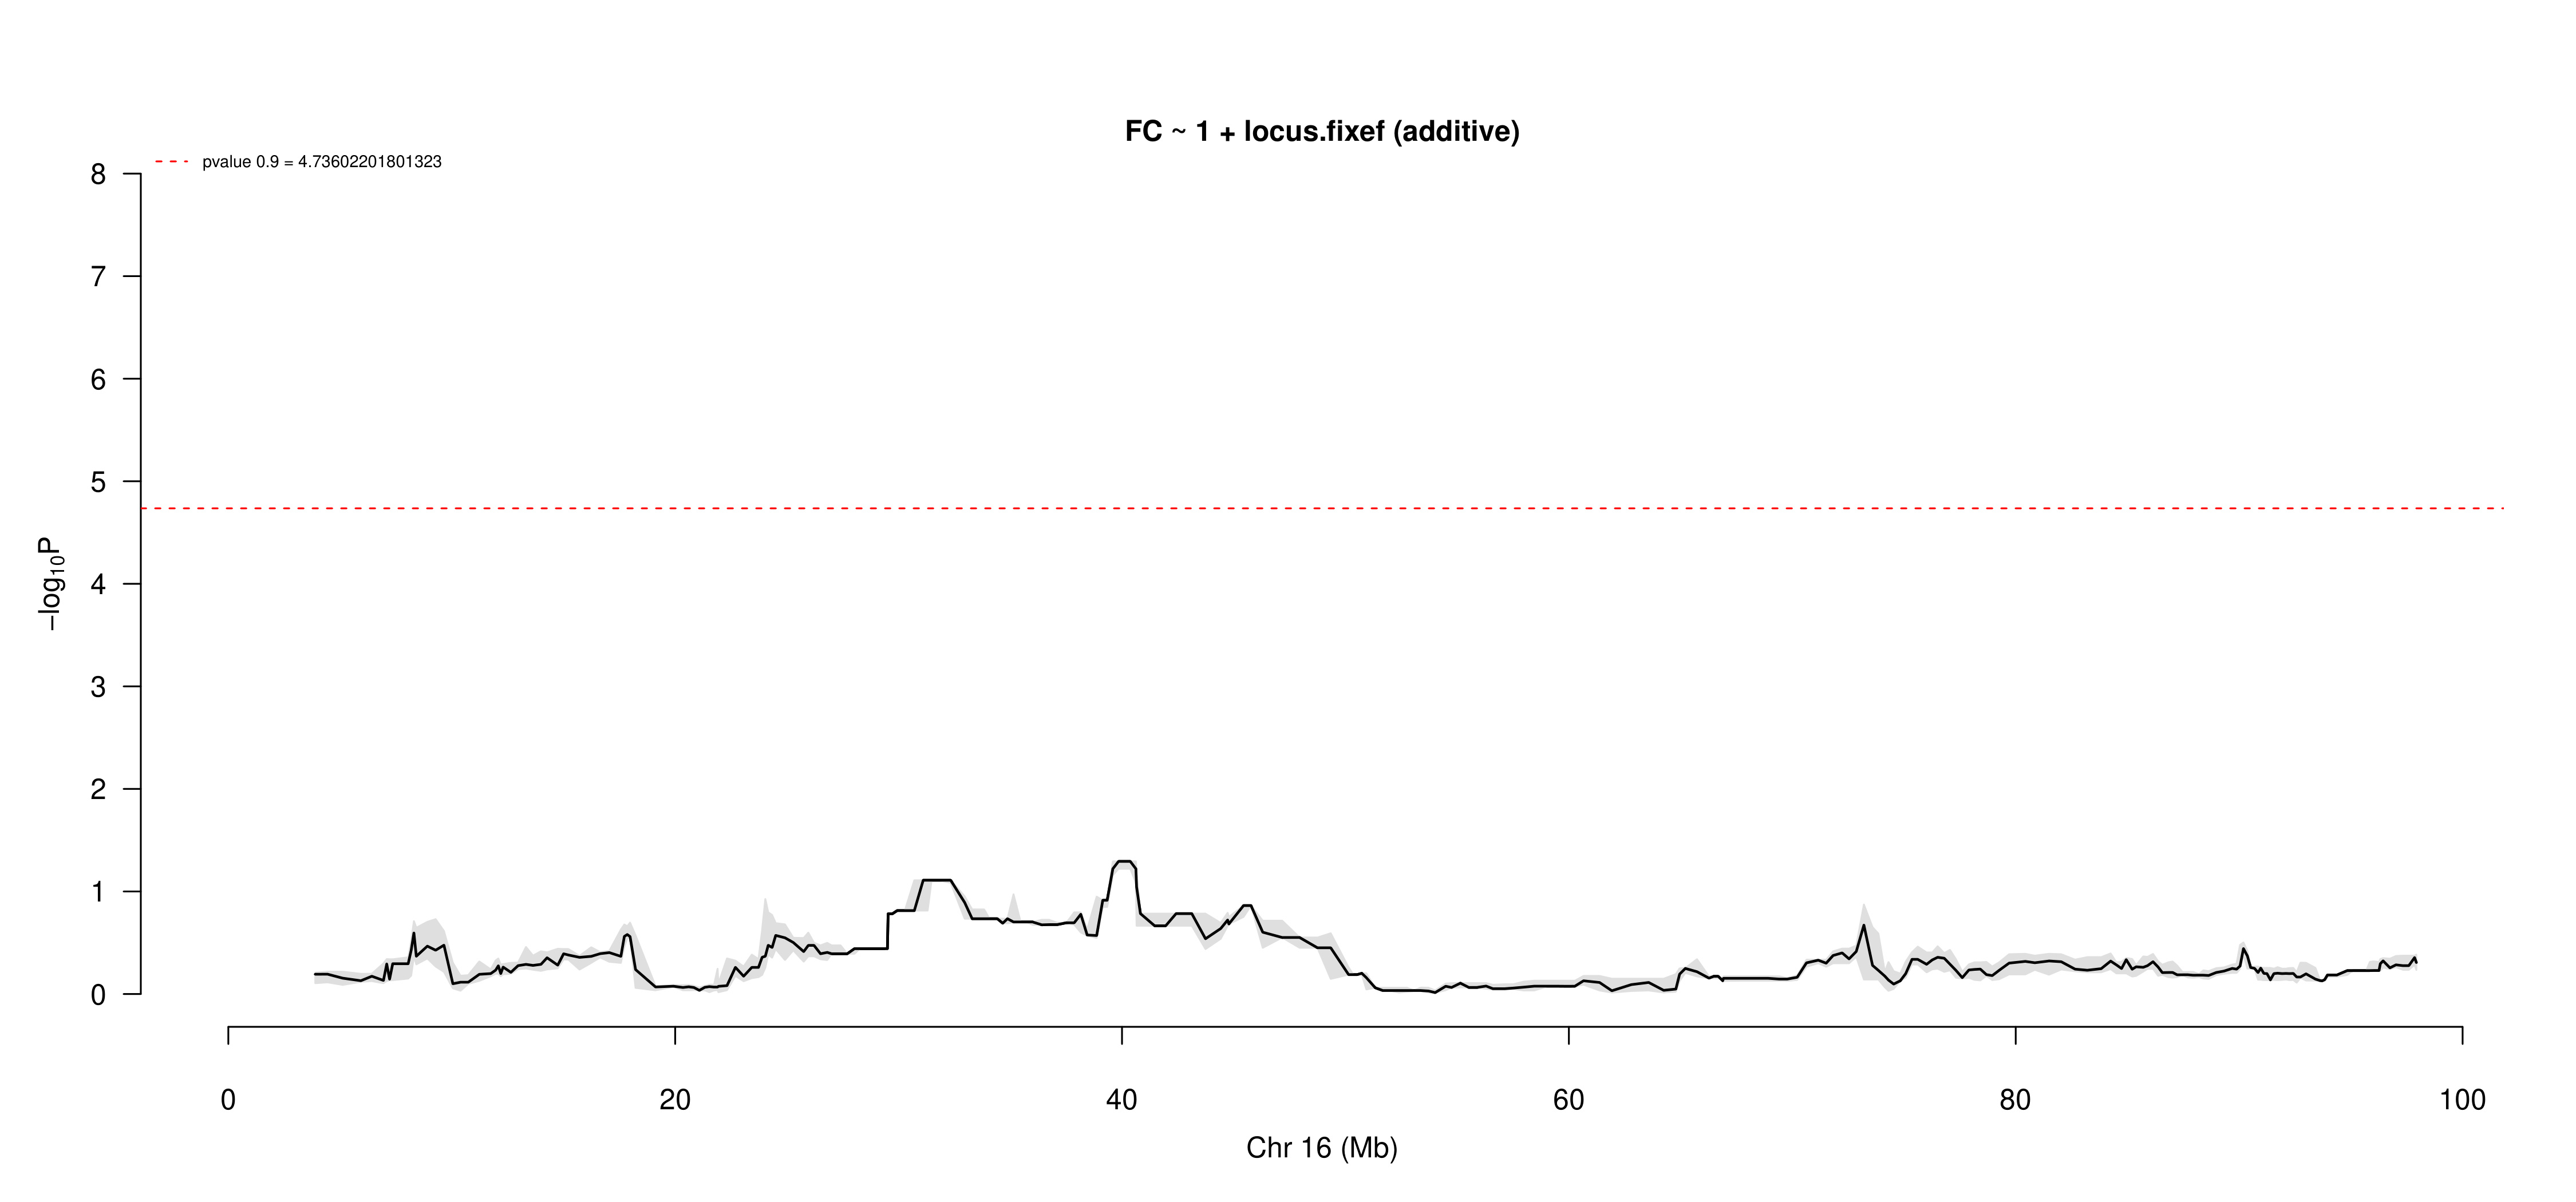 FC ~ 1 + locus.fixef (additive)
pvalue 0.9 = 4.73602201801323
8
7
6
5
4
3
2
1
0
−log10P
0 20 40 60 80 100
Chr 16 (Mb)